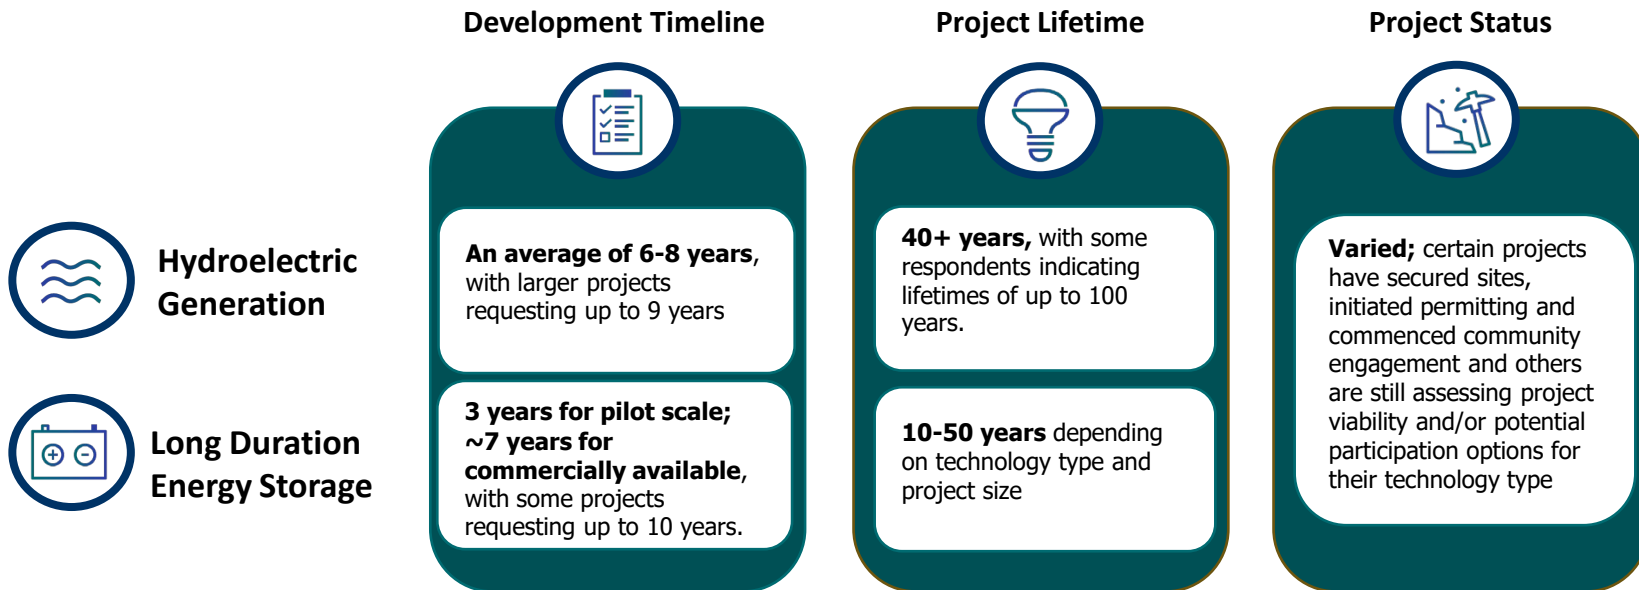 Development Timeline
Project Lifetime
Project Status
Hydroelectric
Generation
An average of 6-8 years,
with larger projects
requesting up to 9 years
40+ years, with some
respondents indicating
lifetimes of up to 100
years.
Varied; certain projects
have secured sites,
initiated permitting and
commenced community
engagement and others
are still assessing project
viability and/or potential
participation options for
their technology type
Long Duration
Energy Storage
3 years for pilot scale;
~7 years for
commercially available,
with some projects
requesting up to 10 years.
10-50 years depending
on technology type and
project size